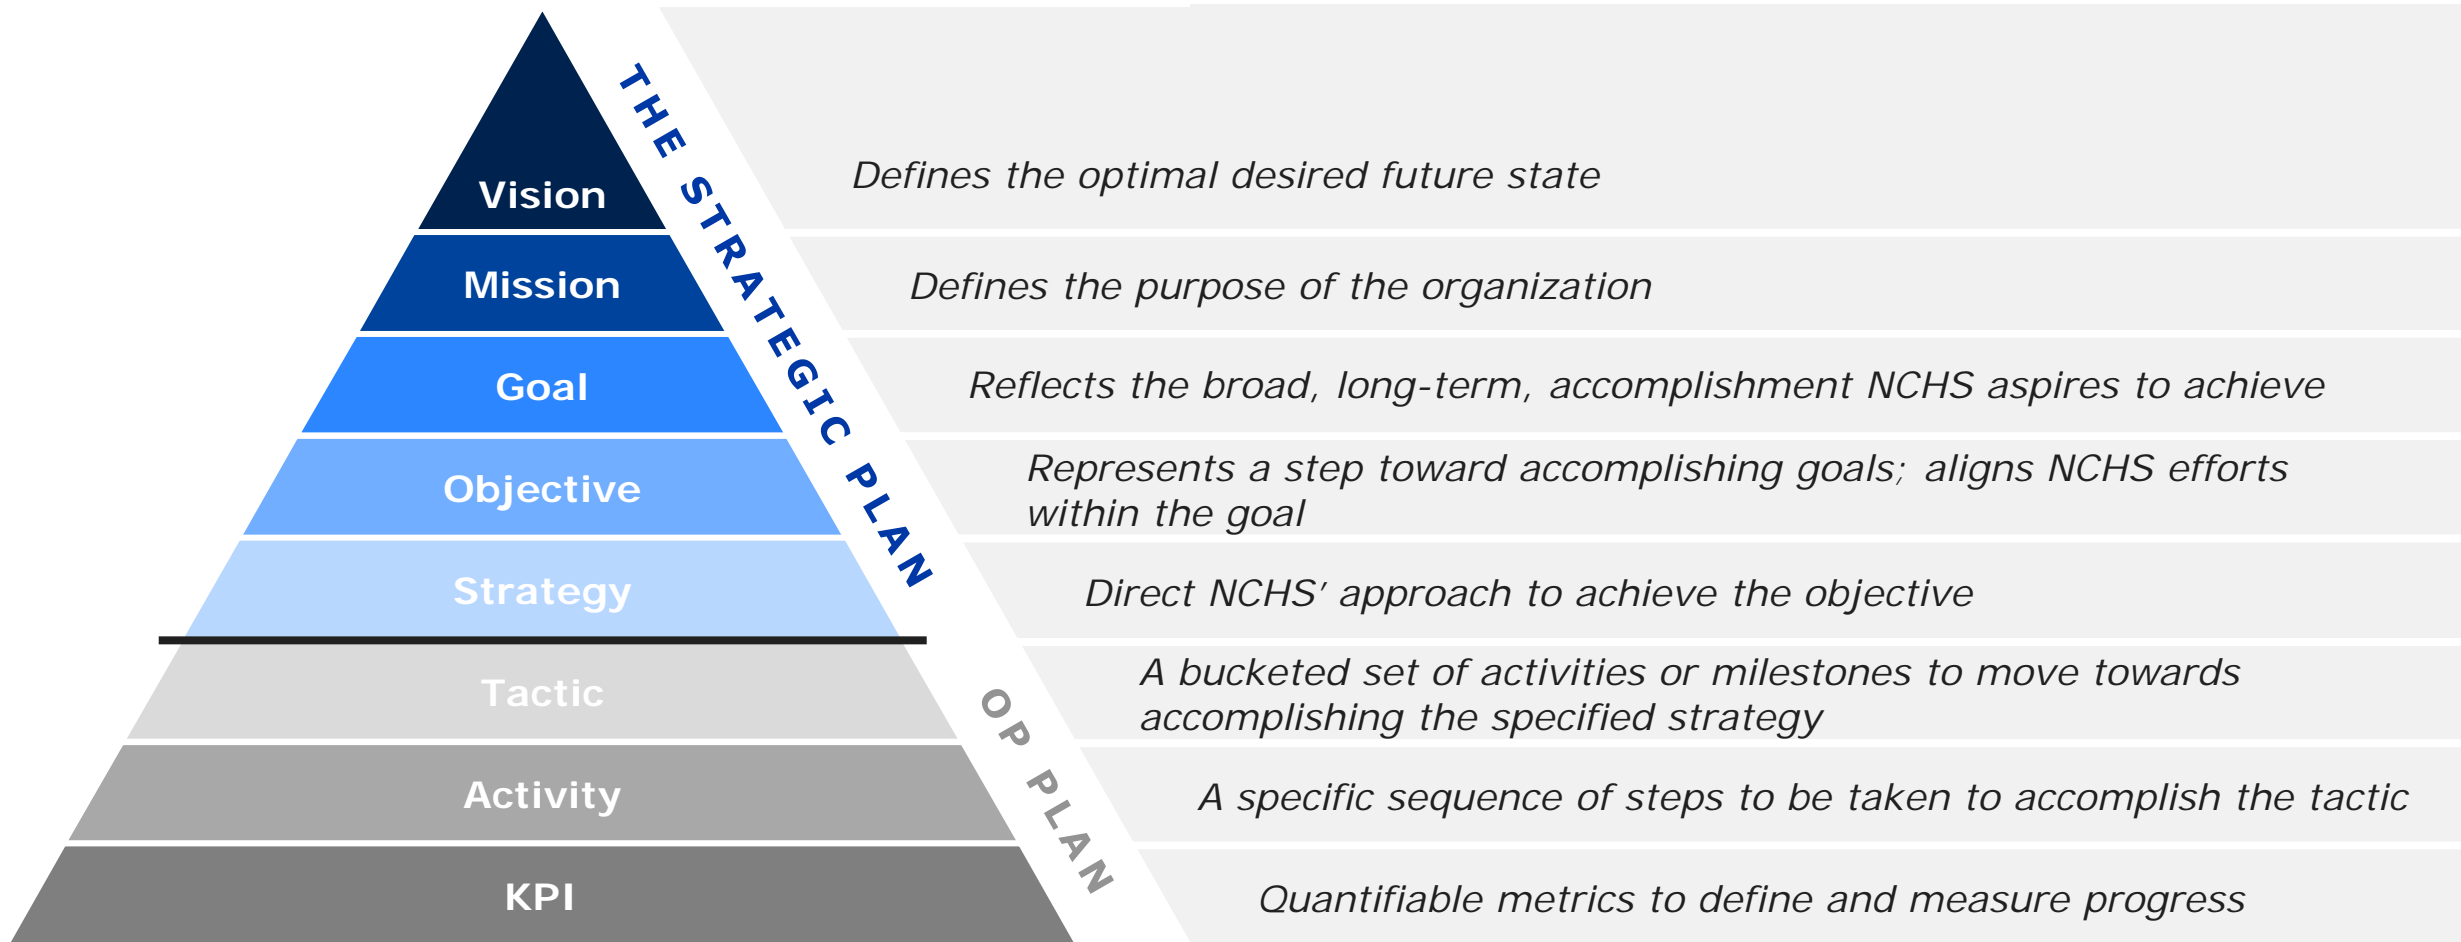 THE STRATEGIC PLAN
Vision
Defines the optimal desired future state
Mission
Defines the purpose of the organization
Goal
Reflects the broad, long-term, accomplishment NCHS aspires to achieve
Objective
Represents a step toward accomplishing goals; aligns NCHS efforts
within the goal
Strategy
Direct NCHS’ approach to achieve the objective
OP PLAN
Tactic
A bucketed set of activities or milestones to move towards
accomplishing the specified strategy
Activity
A specific sequence of steps to be taken to accomplish the tactic
KPI
Quantifiable metrics to define and measure progress